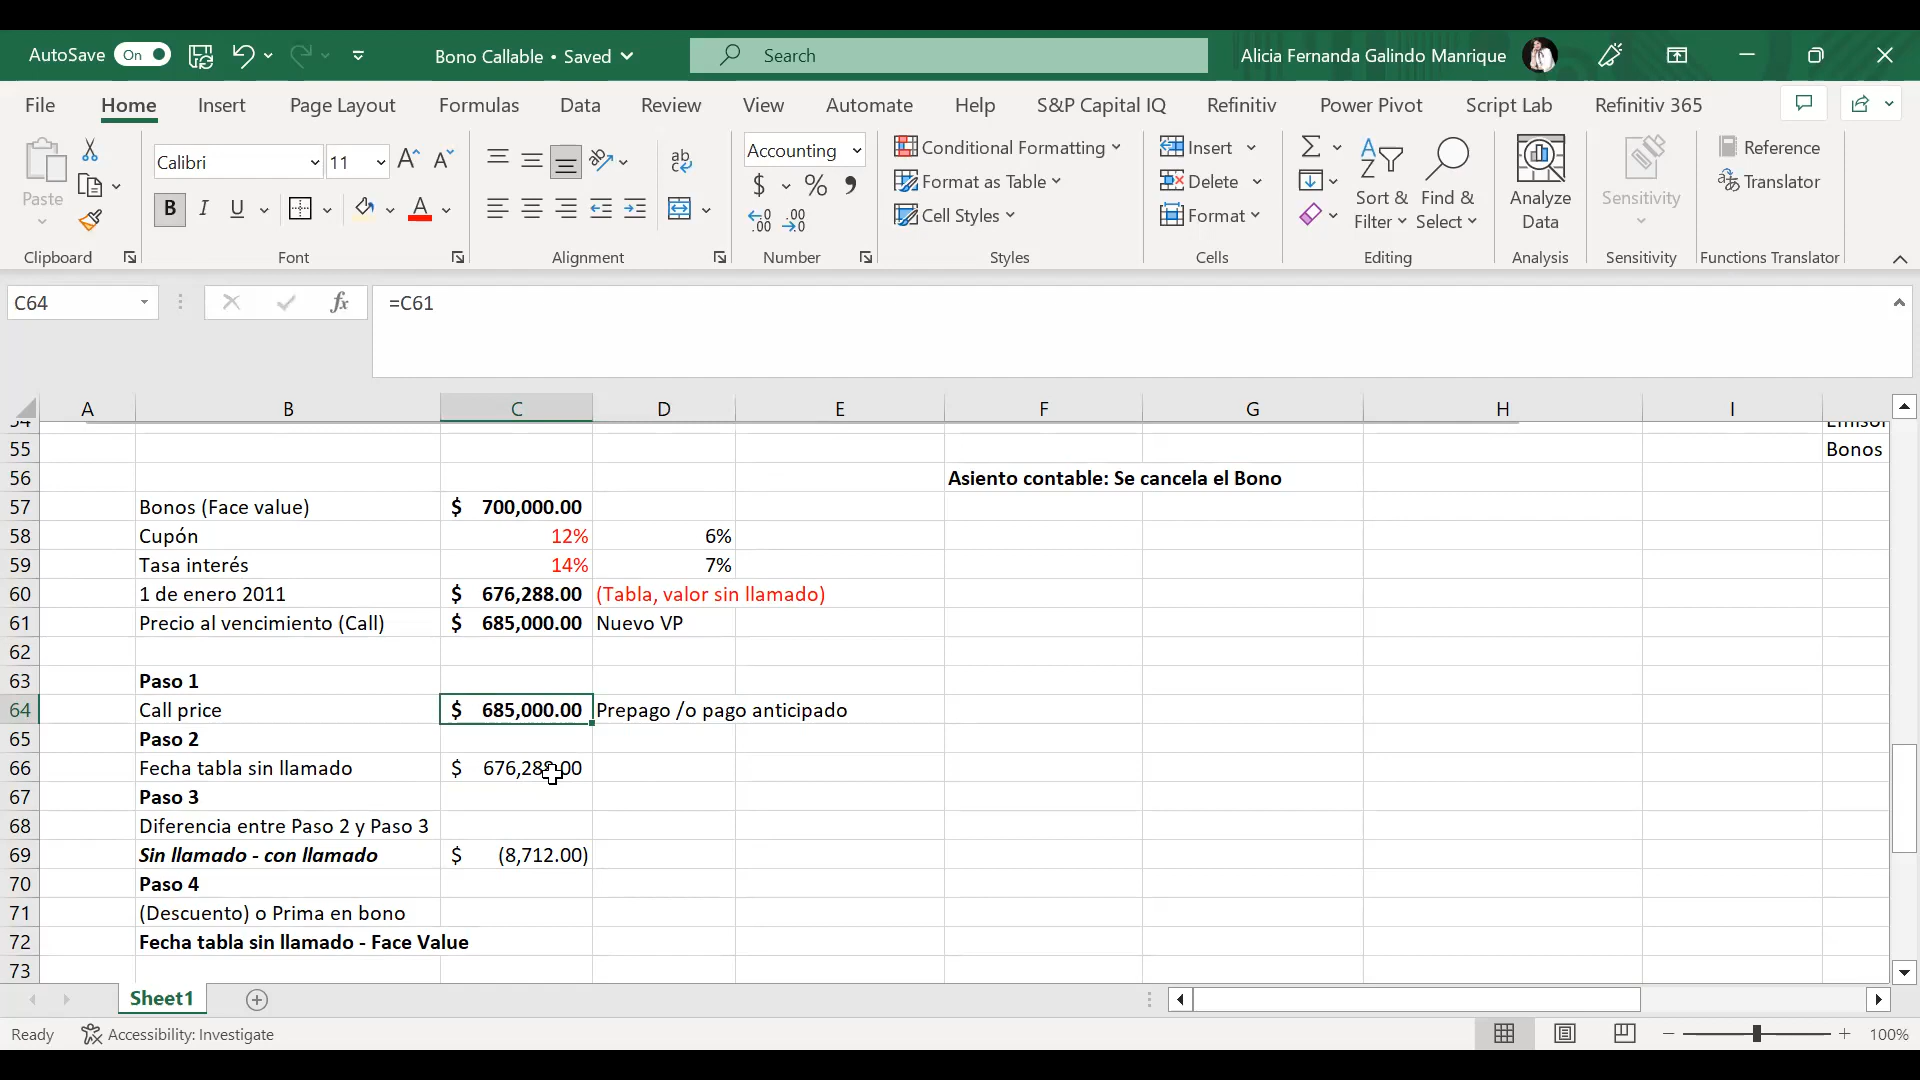 AutoSave On Bono Callable • Saved Search Alicia Fernanda Galindo Manrique
File Home Insert Page Layout Formulas Data Review View Automate Help S&P Capital IQ Refinitiv Power Pivot Script Lab Refinitiv 365
Calibri 11 Accounting Conditional Formatting Insert Reference
Paste Format as Table Delete Translator
B I U A $ % Cell Styles Format Sort & Filter Find & Select Analyze Data Sensitivity
Clipboard Font Alignment Number Styles Cells Editing Analysis Sensitivity Functions Translator
C64 fx =C61
A B C D E F G H I
55 Bonos
56 Asiento contable: Se cancela el Bono
57 Bonos (Face value) $ 700,000.00
58 Cupón 12% 6%
59 Tasa interés 14% 7%
60 1 de enero 2011 $ 676,288.00 (Tabla, valor sin llamado)
61 Precio al vencimiento (Call) $ 685,000.00 Nuevo VP
62
63 Paso 1
64 Call price $ 685,000.00 Prepago /o pago anticipado
65 Paso 2
66 Fecha tabla sin llamado $
67 Paso 3
68 Diferencia entre Paso 2 y Paso 3
69 Sin llamado - con llamado $ (8,712.00)
70 Paso 4
71 (Descuento) o Prima en bono
72 Fecha tabla sin llamado - Face Value
73
Sheet1
Ready Accessibility: Investigate 100%